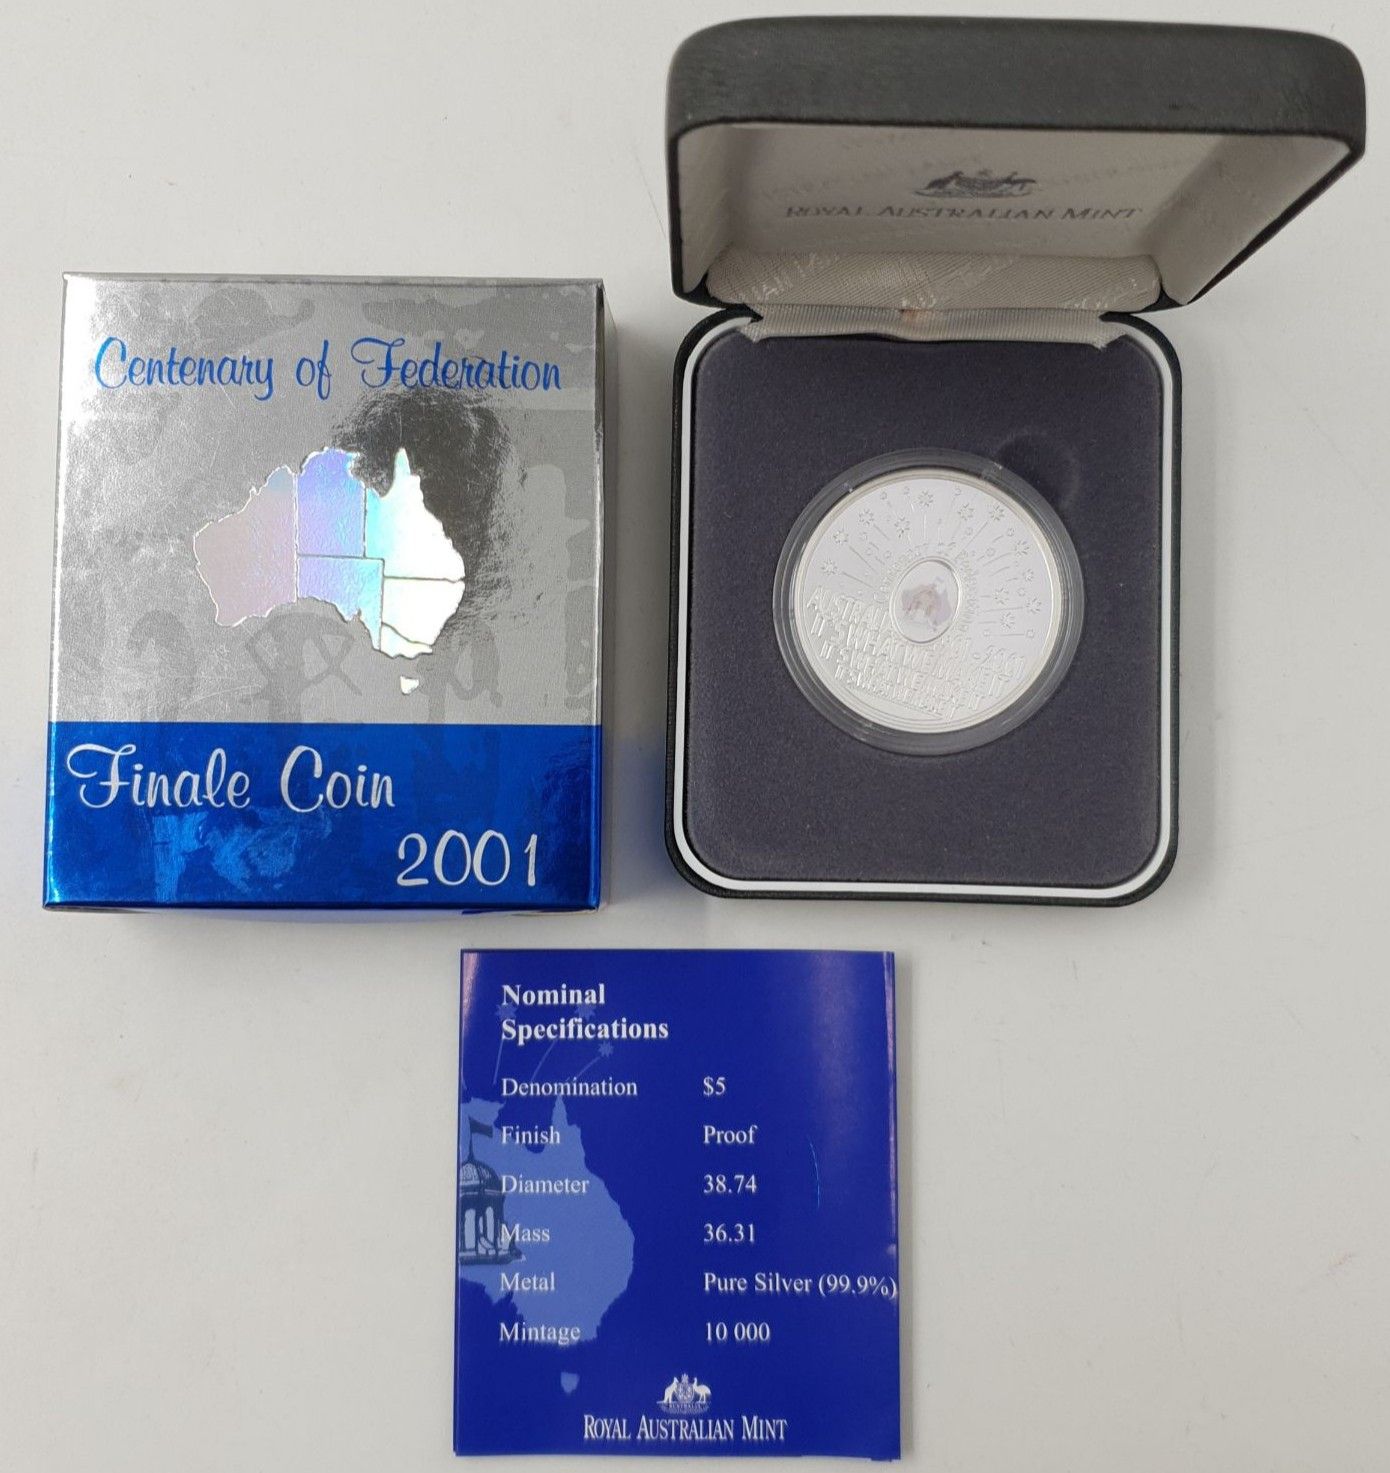 Centenary of Federation
Finale Coin
2001
ROYAL AUSTRALIAN MINT
Nominal
Specifications
Denomination $5
Finish Proof
Diameter 38.74
Mass 36.31
Metal Pure Silver (99.9%)
Mintage 10 000
ROYAL AUSTRALIAN MINT